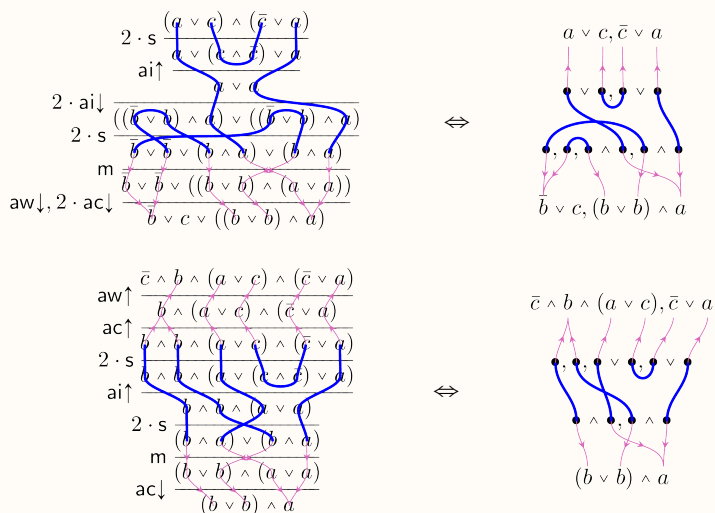 (a ∨ c) ∧ (c̄ ∨ a)
2 · s
a ∨ (c ∧ c̄) ∨ a
ai↑
a ∨ a
2 · ai↓
((b̄ ∨ b) ∧ a) ∨ ((b̄ ∨ b) ∧ a)
2 · s
b̄ ∨ b̄ ∨ (b ∧ a) ∨ (b ∧ a)
m
b̄ ∨ b̄ ∨ ((b ∨ b) ∧ (a ∨ a))
aw↓, 2 · ac↓
b̄ ∨ c ∨ ((b ∨ b) ∧ a)
⇔
a ∨ c, c̄ ∨ a
• ∨ •, • ∨ •
•, •, • ∧ •, • ∧ •
b̄ ∨ c, (b ∨ b) ∧ a
c̄ ∧ b ∧ (a ∨ c) ∧ (c̄ ∨ a)
aw↑
b ∧ (a ∨ c) ∧ (c̄ ∨ a)
ac↑
b ∧ b ∧ (a ∨ c) ∧ (c̄ ∨ a)
2 · s
b ∧ b ∧ (a ∨ (c ∧ c̄) ∨ a)
ai↑
b ∧ b ∧ (a ∨ a)
2 · s
(b ∧ a) ∨ (b ∧ a)
m
(b ∨ b) ∧ (a ∨ a)
ac↓
(b ∨ b) ∧ a
⇔
c̄ ∧ b ∧ (a ∨ c), c̄ ∨ a
•, •, • ∨ •, • ∨ •
• ∧ •, • ∧ •
(b ∨ b) ∧ a